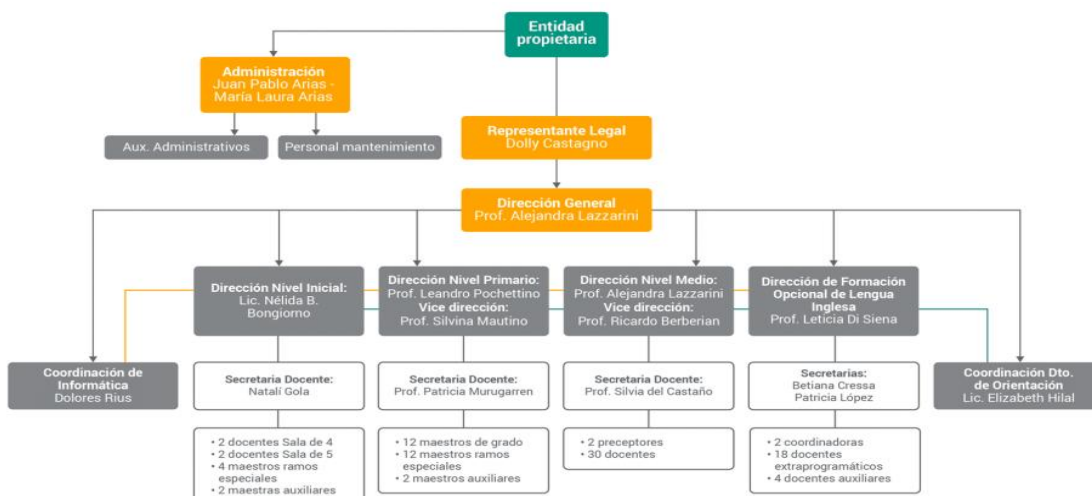 Entidad
propietaria
Administración
Juan Pablo Arias -
María Laura Arias
Aux. Administrativos
Personal mantenimiento
Representante Legal
Dolly Castagno
Dirección General
Prof. Alejandra Lazzarini
Dirección Nivel Inicial:
Lic. Nélida B.
Bongiorno
Dirección Nivel Primario:
Prof. Leandro Pochettino
Vice dirección:
Prof. Silvina Mautino
Dirección Nivel Medio:
Prof. Alejandra Lazzarini
Vice dirección:
Prof. Ricardo Berberian
Dirección de Formación
Opcional de Lengua
Inglesa
Prof. Leticia Di Siena
Coordinación de
Informática
Dolores Rius
Secretaria Docente:
Natalí Gola
Secretaria Docente:
Prof. Patricia Murugarren
Secretaria Docente:
Prof. Silvia del Castaño
Secretarias:
Betiana Cressa
Patricia López
Coordinación Dto.
de Orientación
Lic. Elizabeth Hilal
• 2 docentes Sala de 4
• 2 docentes Sala de 5
• 4 maestros ramos
especiales
• 2 maestras auxiliares
• 12 maestros de grado
• 12 maestros ramos
especiales
• 2 maestros auxiliares
• 2 preceptores
• 30 docentes
• 2 coordinadoras
• 18 docentes
extraprogramáticos
• 4 docentes auxiliares